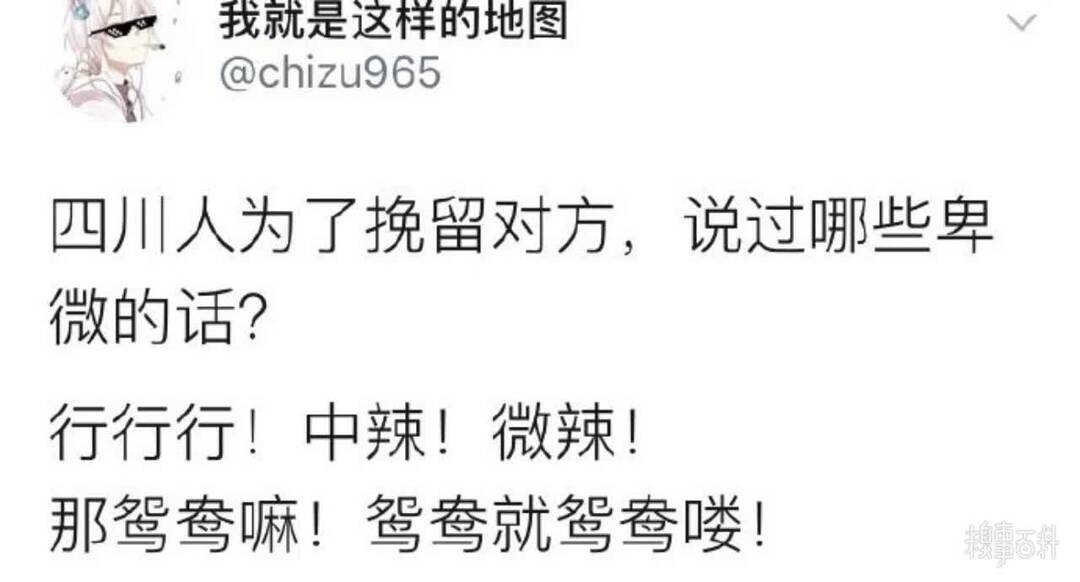 我就是这样的地图
@chizu965
四川人为了挽留对方，说过哪些卑
微的话？
行行行！中辣！微辣！
那鸳鸯嘛！鸳鸯就鸳鸯喽！
糗事百科